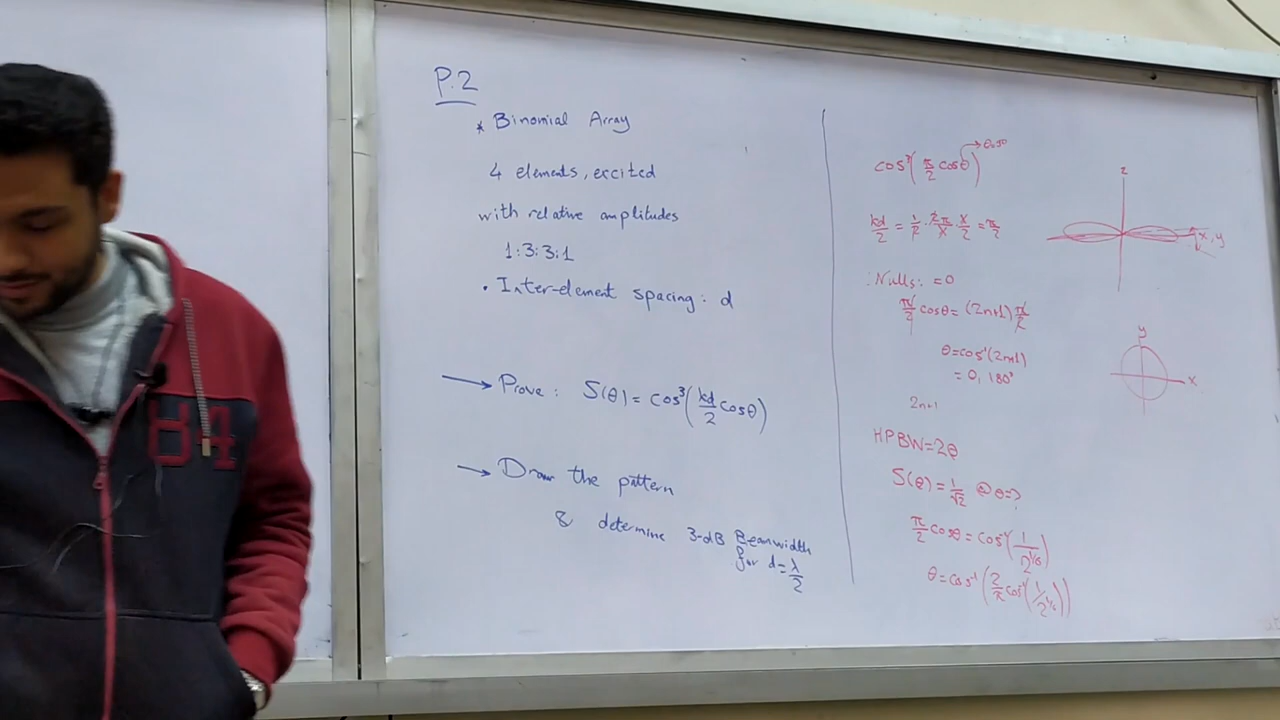 P.2
* Binomial Array
4 elements, excited
with relative amplitudes
1:3:3:1
• Inter-element spacing: d
→ Prove: S(θ) = cos³(kd/2 cosθ)
→ Draw the pattern
& determine 3-dB Beamwidth
for d=λ/2
cos³(π/2 cosθ)
kd/2 = 1/2 · 2π/λ · λ/2 = π/2
Nulls: =0
π/2 cosθ = (2n+1) π/2
θ=cos⁻¹(2n+1)
= 0, 180°
2n+1
HPBW=2θ
S(θ) = 1/√2 @ θ=>
π/2 cosθ = cos⁻¹(1/2^1/6)
θ=cos⁻¹(2/π cos⁻¹(1/2^1/6))
z
x, y
y
x
84